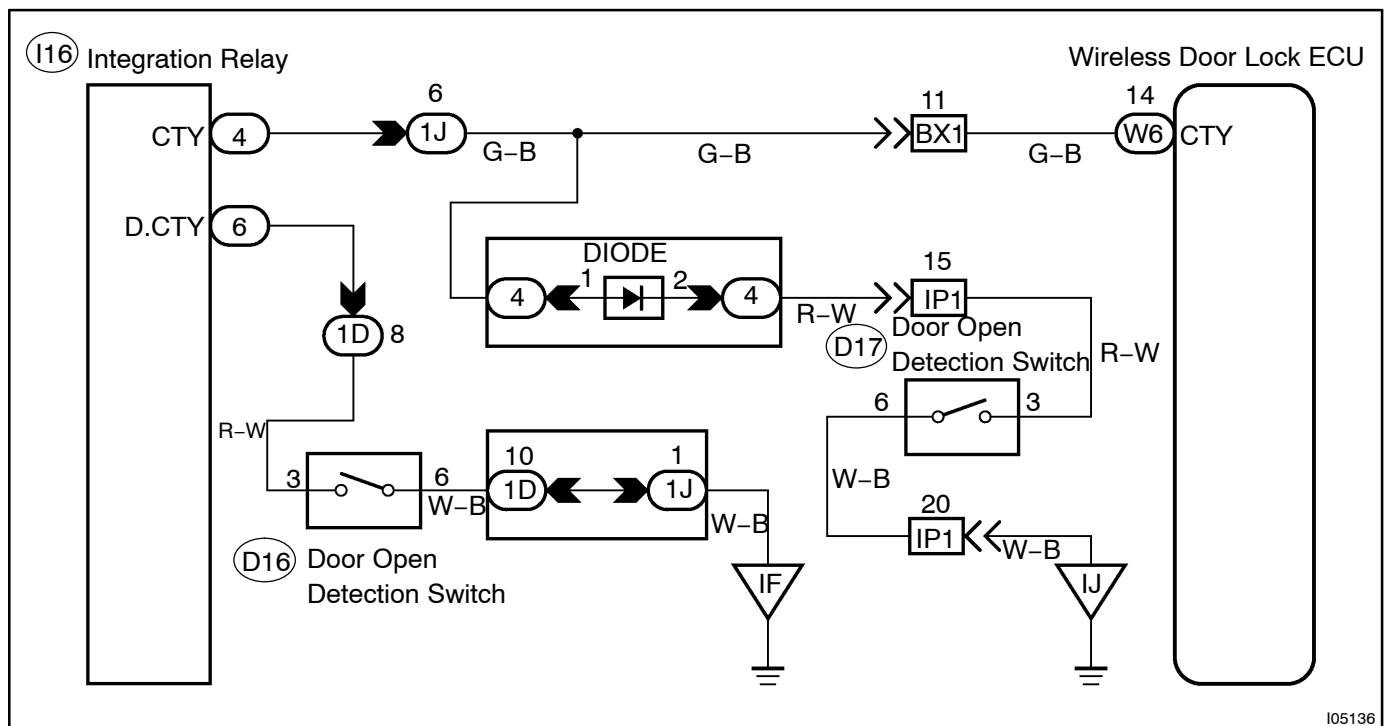 I16 Integration Relay
Wireless Door Lock ECU
6
11
14
CTY 4
1J
BX1
W6 CTY
G−B
G−B
G−B
D.CTY 6
DIODE
15
1
2
4
4
IP1
R−W
1D 8
D17 Door Open
Detection Switch
R−W
6
3
R−W
10
1
3
6
1D
1J
W−B
W−B
W−B
20
IP1
W−B
D16 Door Open
Detection Switch
IF
IJ
I05136